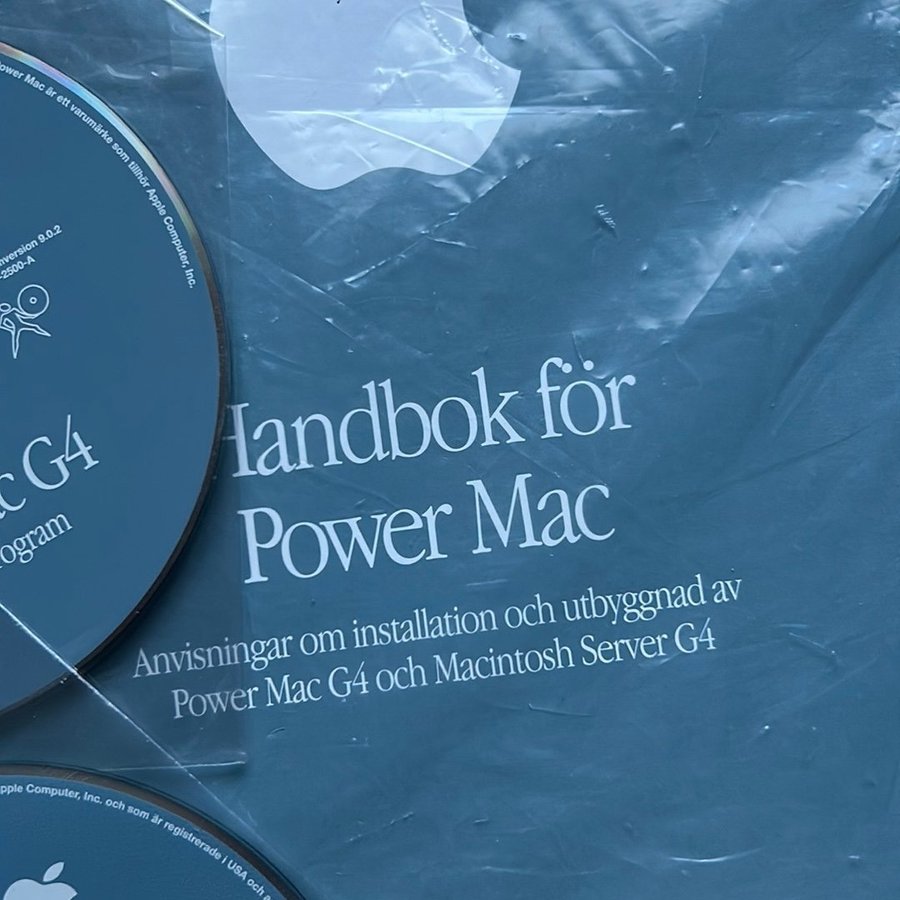 Power Mac är ett varumärke som tillhör Apple Computer, Inc.
nversion 9.0.2
-2500-A
c G4
ogram
Handbok för
Power Mac
Anvisningar om installation och utbyggnad av
Power Mac G4 och Macintosh Server G4
Apple Computer, Inc. och som är registrerade i USA och